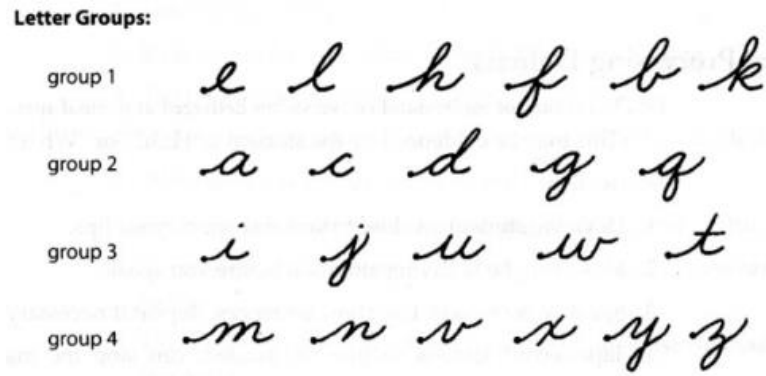 Letter Groups:
group 1 e l h f b k
group 2 a c d g q
group 3 i j u w t
group 4 m n v x y z